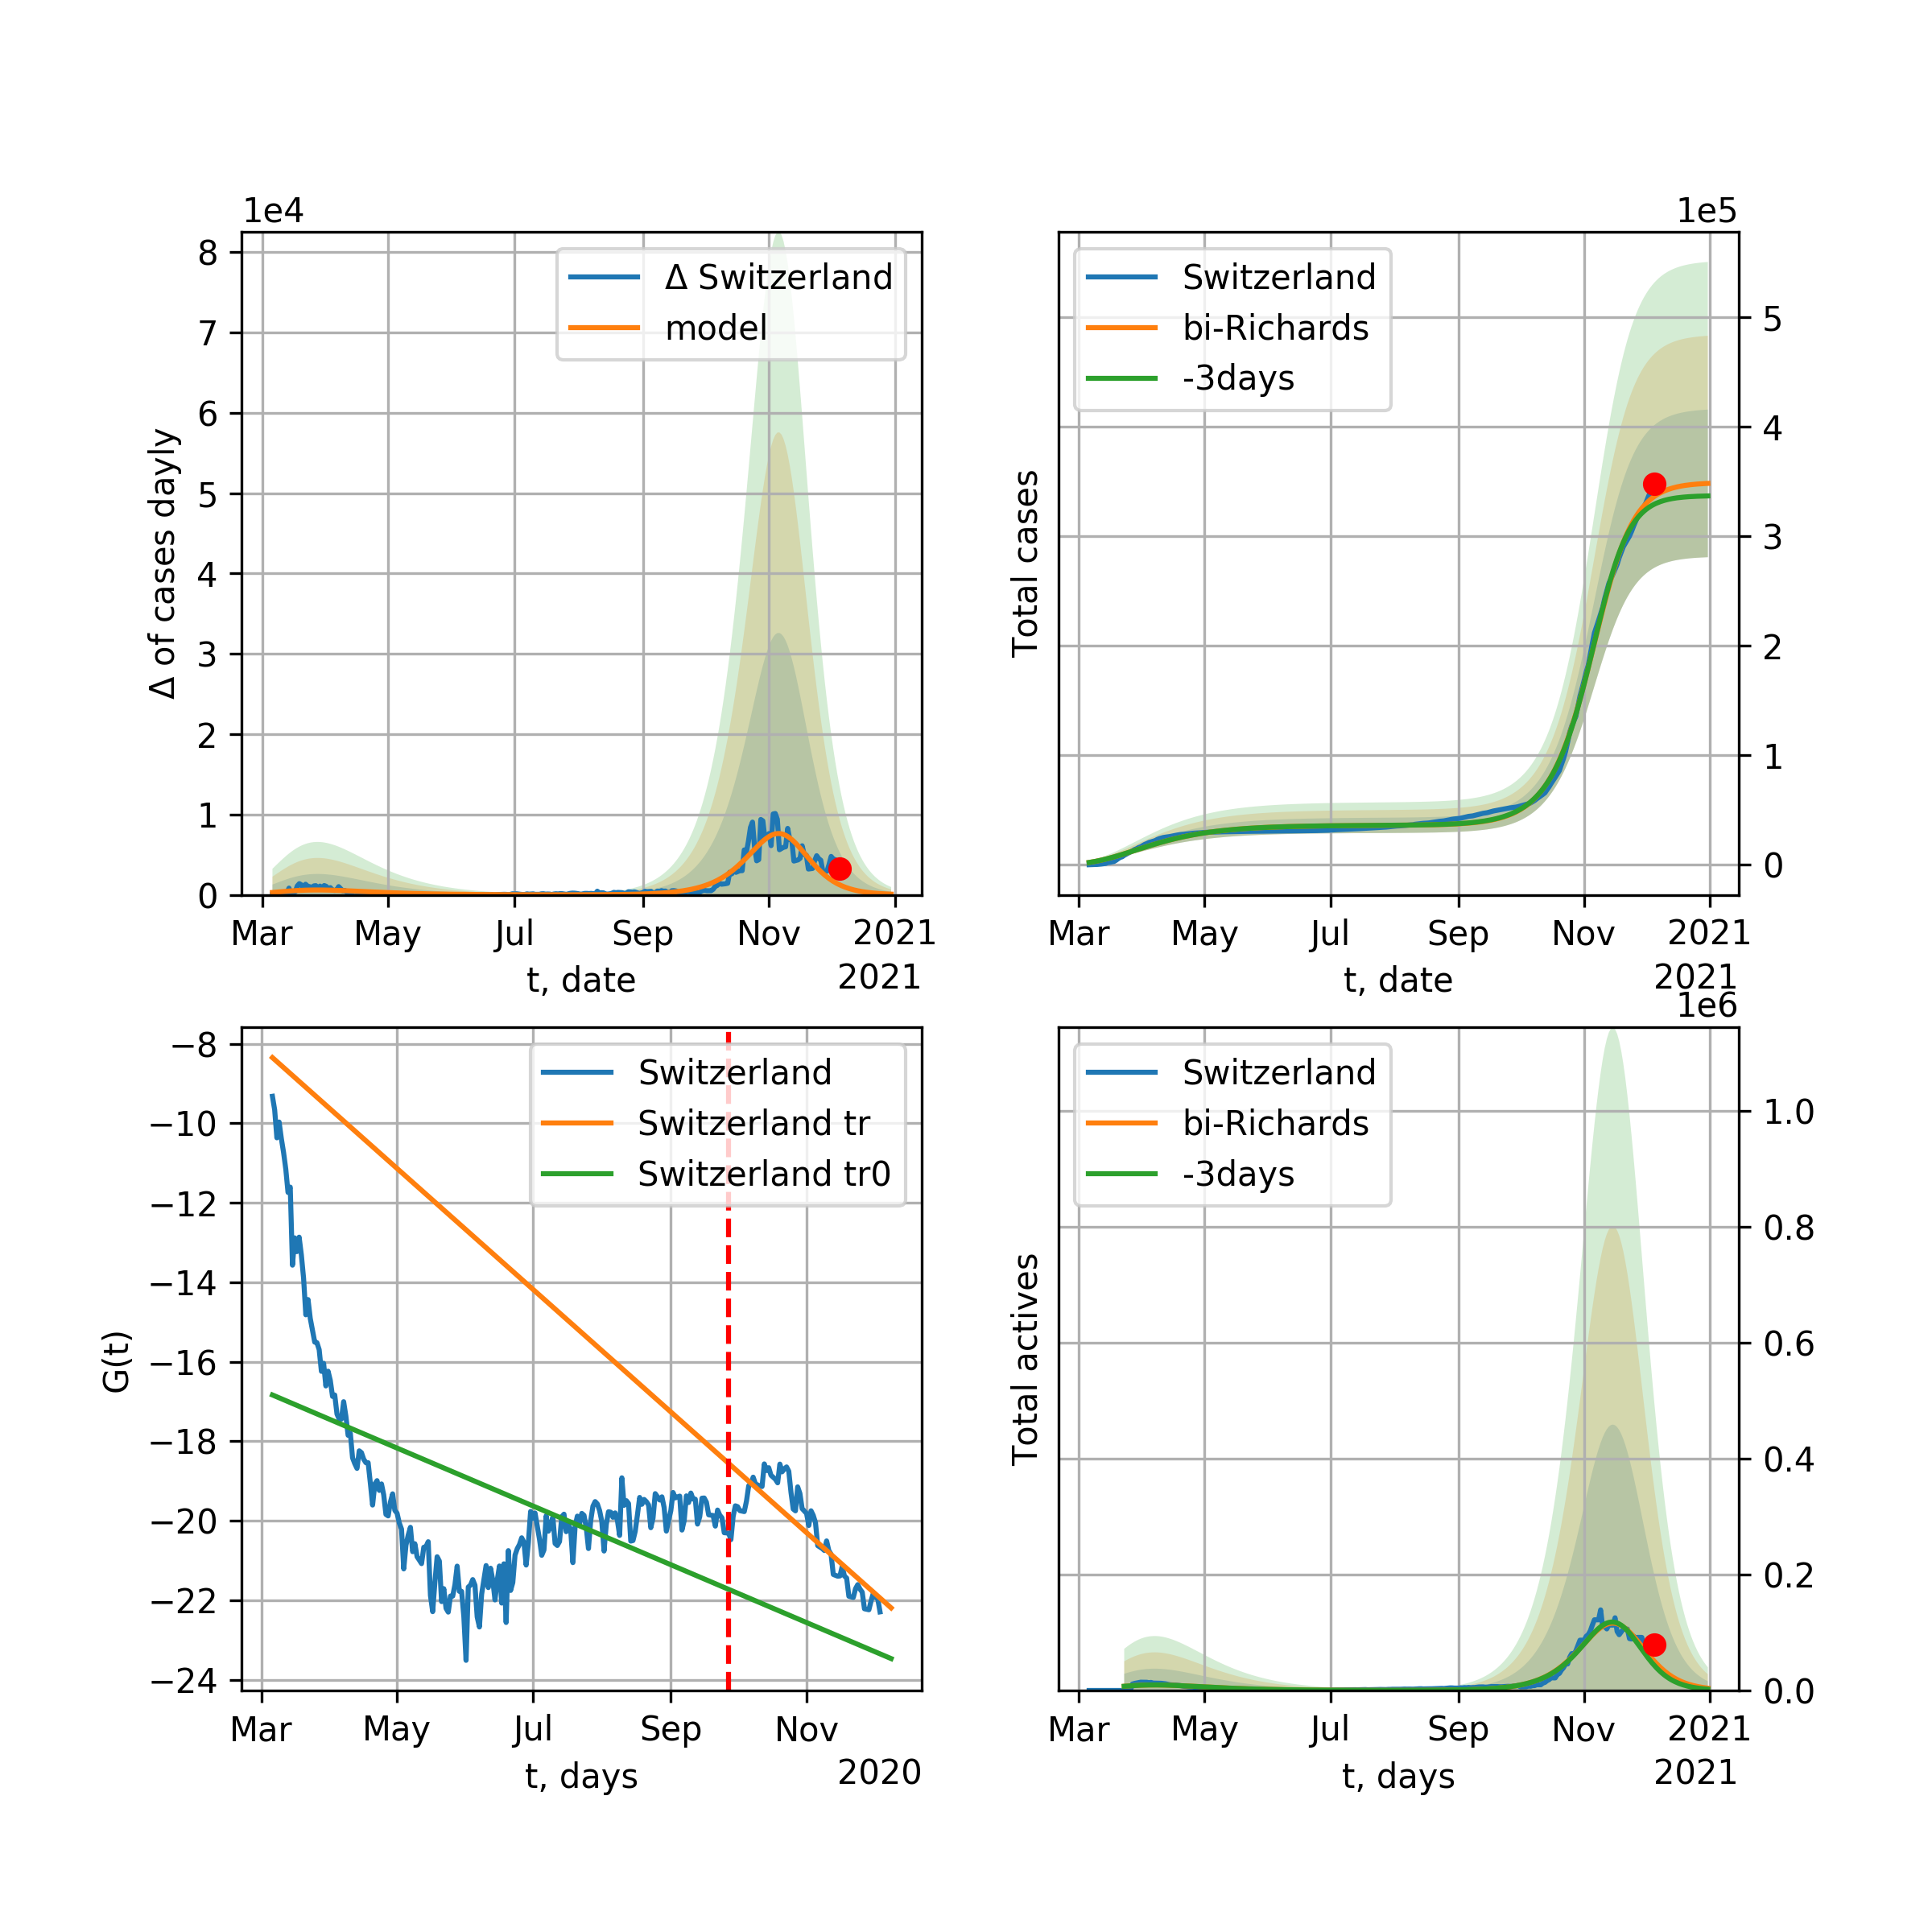 1e4
8
7
6
5
4
3
2
1
0
Δ of cases dayly
Δ Switzerland
model
Mar May Jul Sep Nov 2021
t, date
2021
1e5
5
4
3
2
1
0
Total cases
Switzerland
bi-Richards
-3days
Mar May Jul Sep Nov 2021
t, date
2021
−8
−10
−12
−14
−16
−18
−20
−22
−24
G(t)
Switzerland
Switzerland tr
Switzerland tr0
Mar May Jul Sep Nov
t, days
2020
1e6
1.0
0.8
0.6
0.4
0.2
0.0
Total actives
Switzerland
bi-Richards
-3days
Mar May Jul Sep Nov 2021
t, days
2021